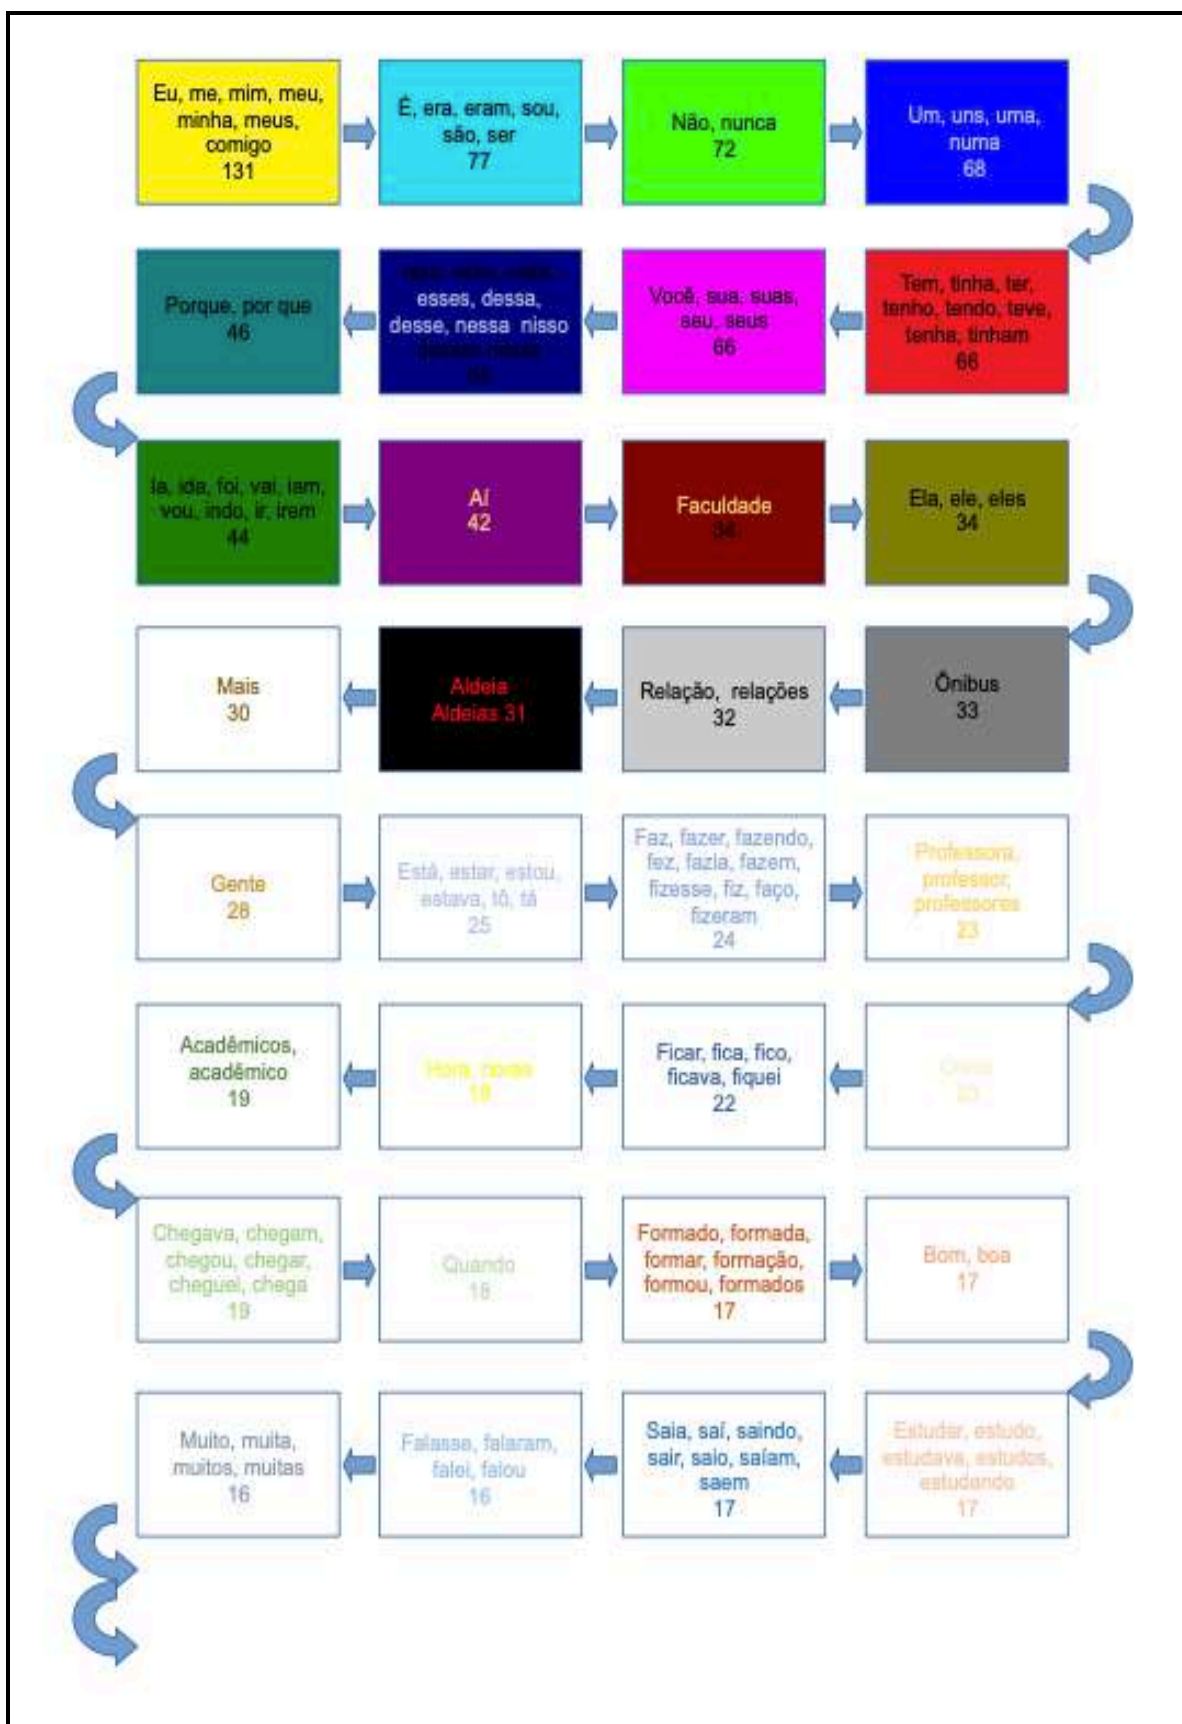 Eu, me, mim, meu,
minha, meus,
comigo
131
É, era, eram, sou,
são, ser
77
Não, nunca
72
Um, uns, uma,
numa
68
Tem, tinha, ter,
tenho, tendo, teve,
tenha, tinham
66
Você, sua, suas,
seu, seus
66
esses, dessa,
desse, nessa nisso
Porque, por que
46
Ia, ida, foi, vai, iam,
vou, indo, ir, irem
44
Aí
42
Faculdade
34
Ela, ele, eles
34
Ônibus
33
Relação, relações
32
Aldeia
Aldeias 31
Mais
30
Gente
28
Está, estar, estou,
estava, tô, tá
25
Faz, fazer, fazendo,
fez, fazia, fazem,
fizesse, fiz, faço,
fizeram
24
Professora,
professor,
professores
23
Ficar, fica, fico,
ficava, fiquei
22
Hora, horas
19
Acadêmicos,
acadêmico
19
Chegava, chegam,
chegou, chegar,
cheguei, chega
19
Quando
18
Formado, formada,
formar, formação,
formou, formados
17
Bom, boa
17
Estudar, estudo,
estudava, estudos,
estudando
17
Saia, saí, saindo,
sair, saio, saíam,
saem
17
Falasse, falaram,
falei, falou
16
Muito, muita,
muitos, muitas
16